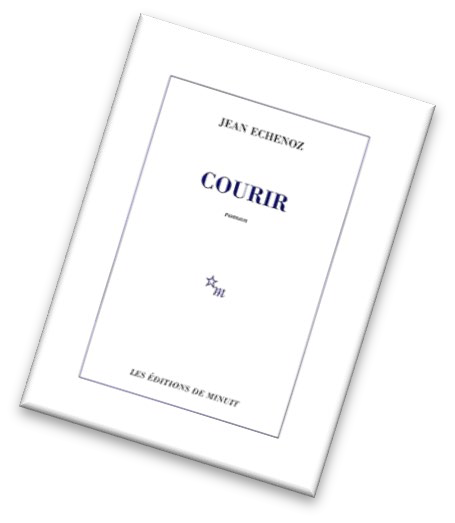 JEAN ECHENOZ
COURIR
roman
m
LES ÉDITIONS DE MINUIT